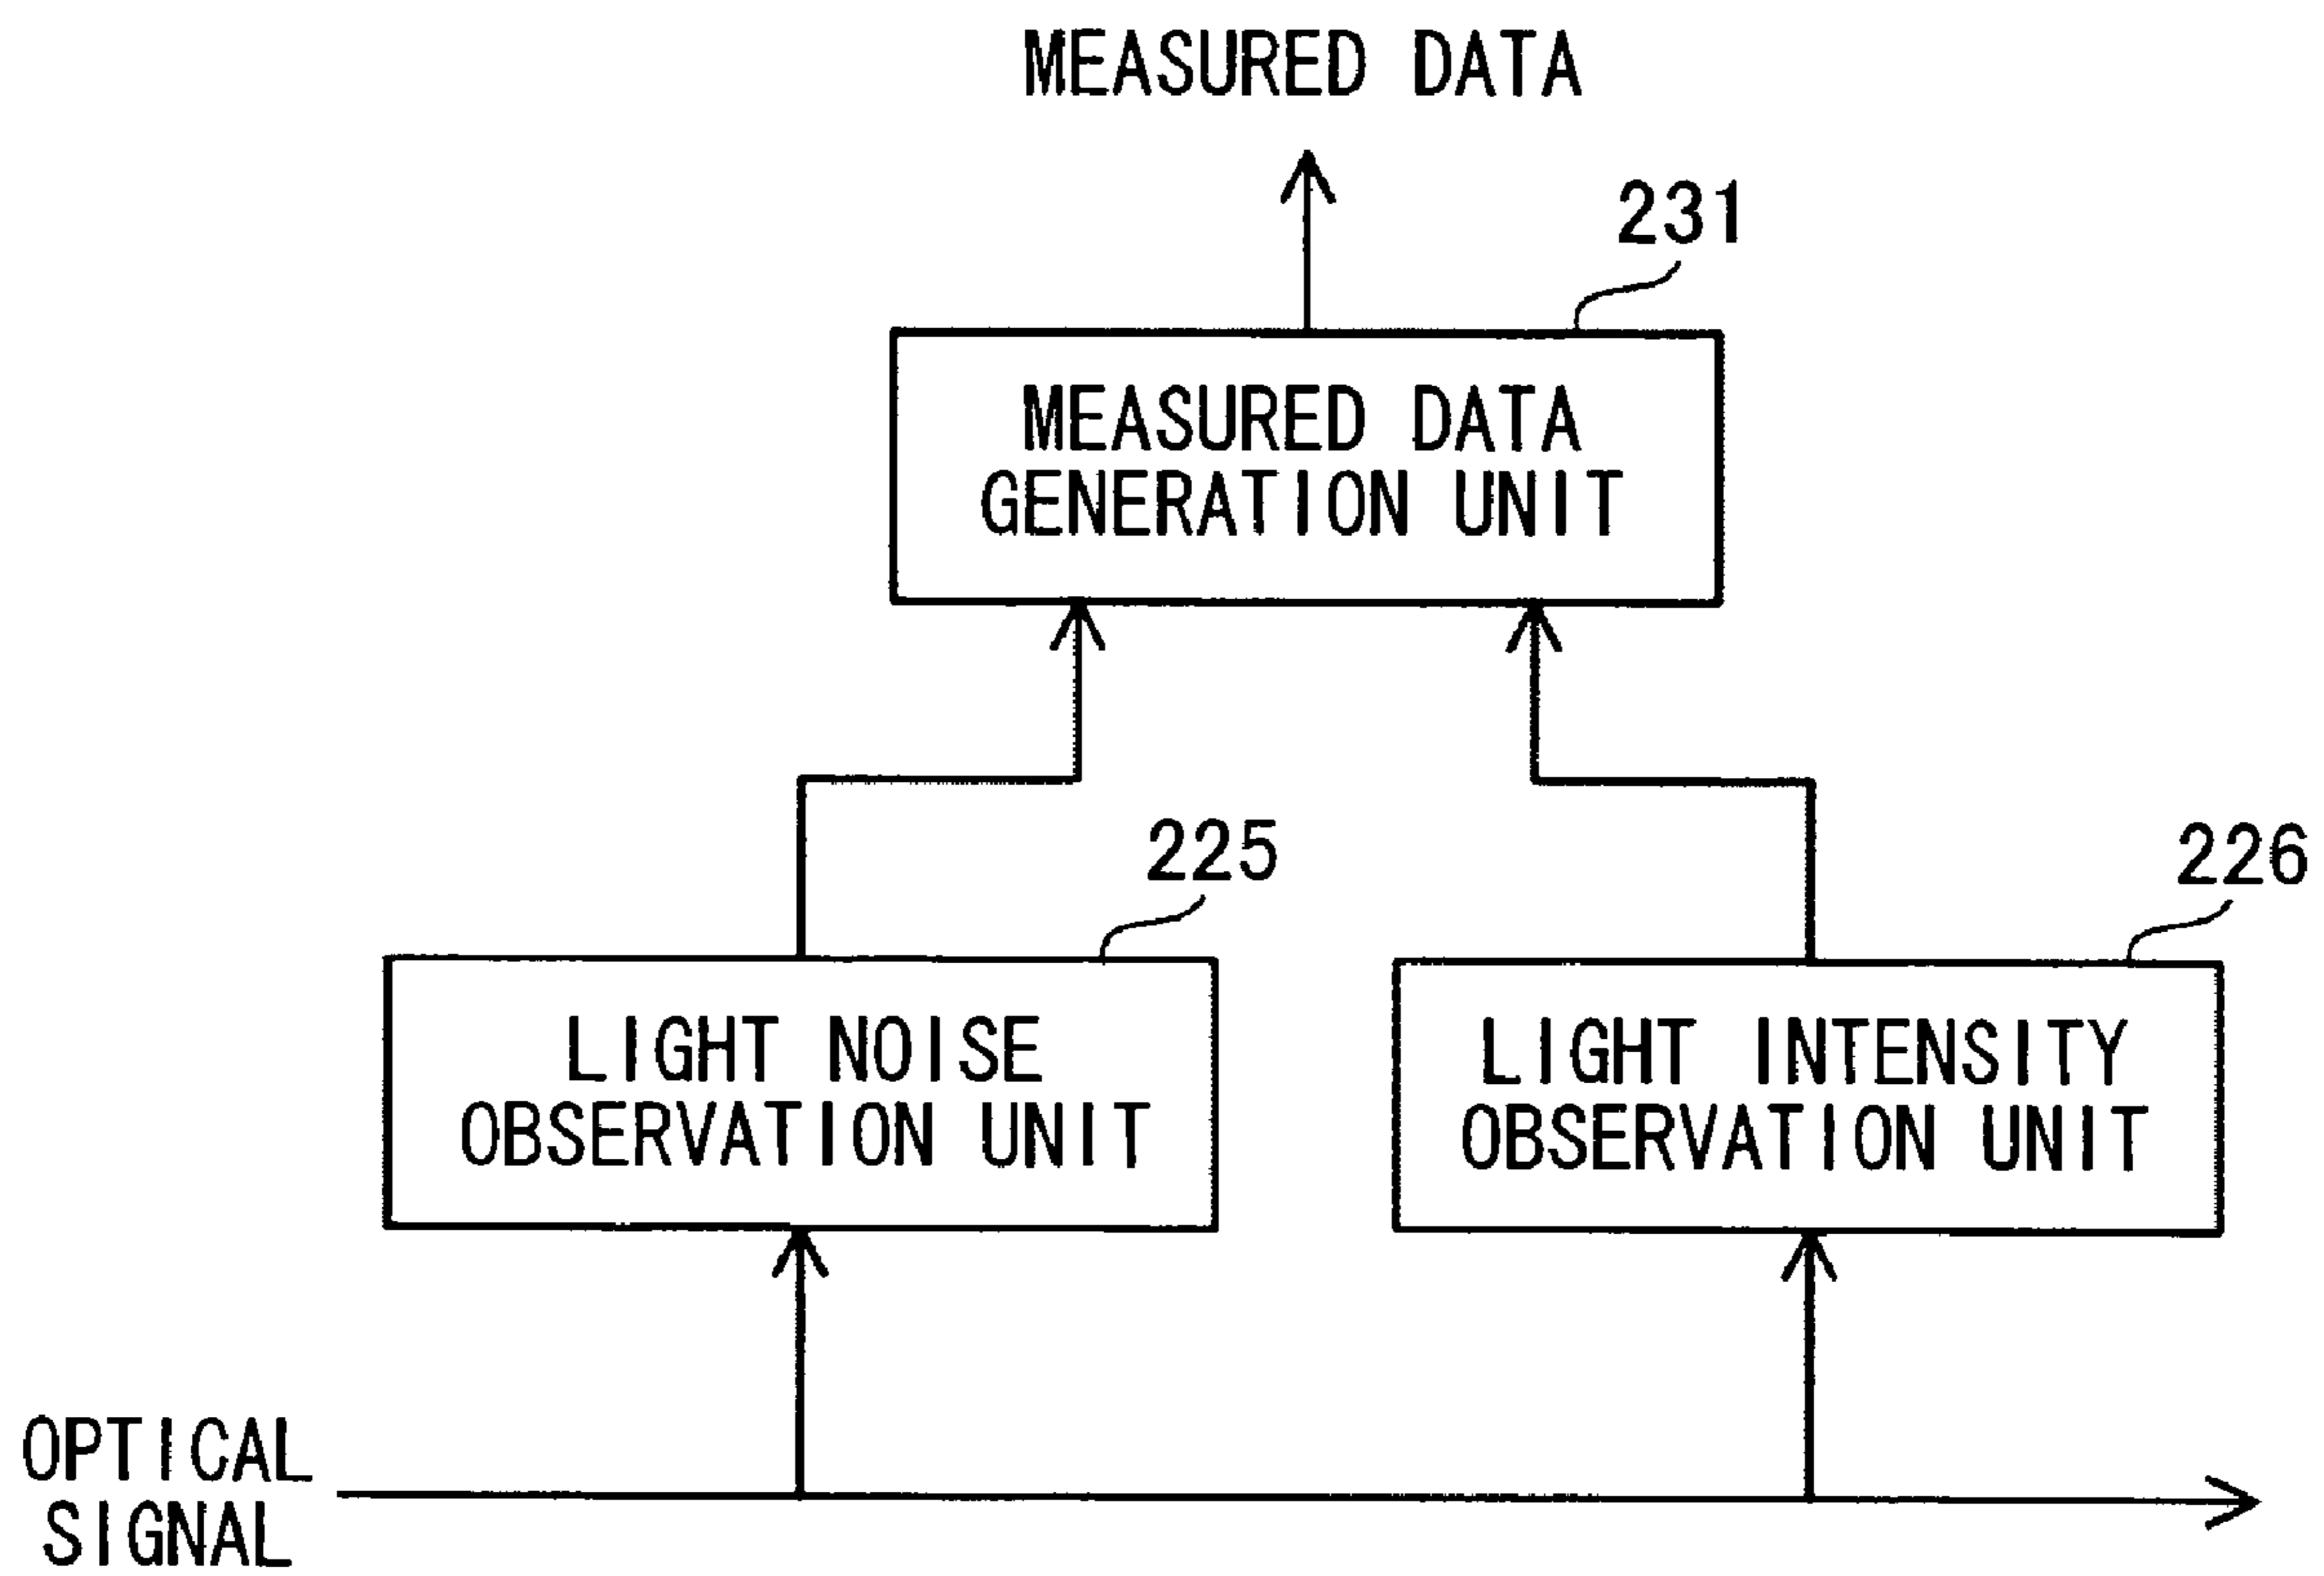 MEASURED DATA
231
MEASURED DATA
GENERATION UNIT
225
226
LIGHT NOISE
OBSERVATION UNIT
LIGHT INTENSITY
OBSERVATION UNIT
OPTICAL
SIGNAL